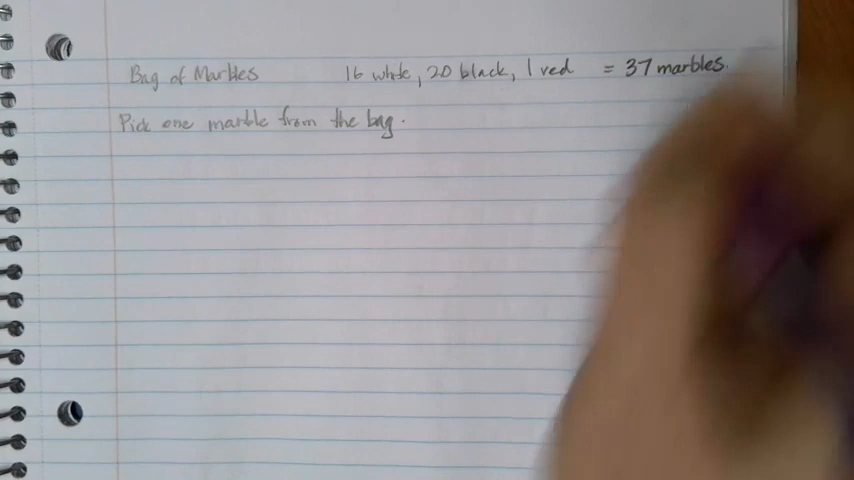 Bag of Marbles 16 white, 20 black, 1 red = 37 marbles.
Pick one marble from the bag.